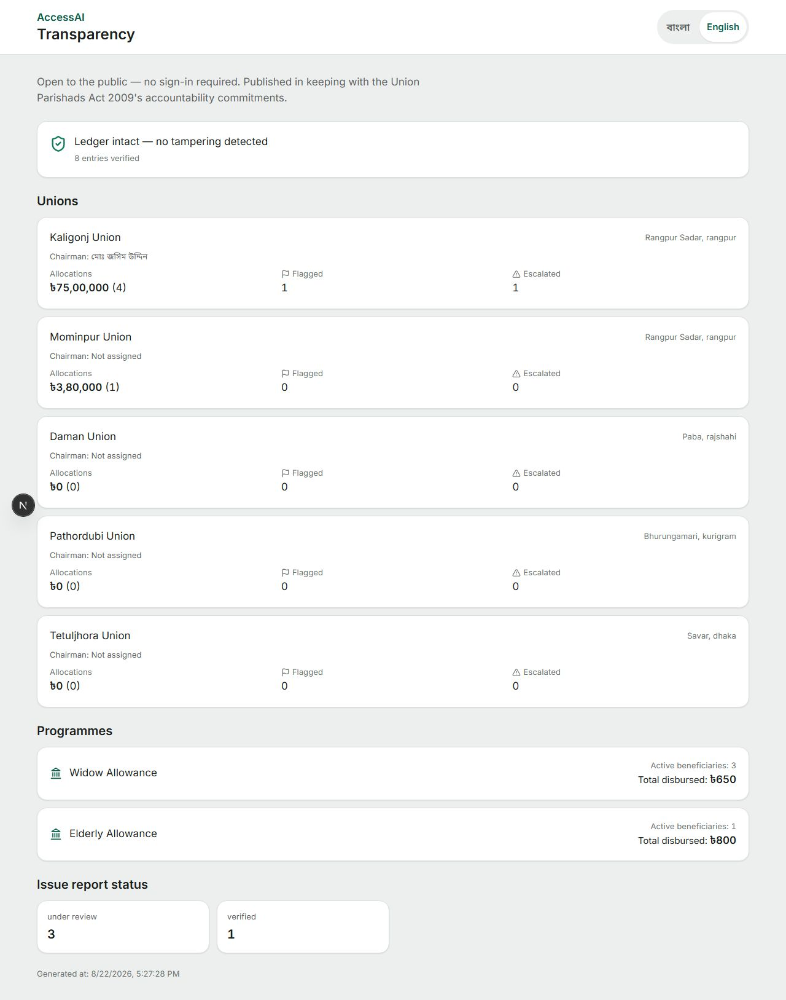 AccessAI
Transparency
বাংলা English
Open to the public — no sign-in required. Published in keeping with the Union
Parishads Act 2009's accountability commitments.
Ledger intact — no tampering detected
8 entries verified
Unions
Kaligonj Union Rangpur Sadar, rangpur
Chairman: মোঃ জসিম উদ্দিন
Allocations Flagged Escalated
৳75,00,000 (4) 1 1
Mominpur Union Rangpur Sadar, rangpur
Chairman: Not assigned
Allocations Flagged Escalated
৳3,80,000 (1) 0 0
Daman Union Paba, rajshahi
Chairman: Not assigned
Allocations Flagged Escalated
৳0 (0) 0 0
N
Pathordubi Union Bhurungamari, kurigram
Chairman: Not assigned
Allocations Flagged Escalated
৳0 (0) 0 0
Tetuljhora Union Savar, dhaka
Chairman: Not assigned
Allocations Flagged Escalated
৳0 (0) 0 0
Programmes
Widow Allowance
Active beneficiaries: 3
Total disbursed: ৳650
Elderly Allowance
Active beneficiaries: 1
Total disbursed: ৳800
Issue report status
under review verified
3 1
Generated at: 8/22/2026, 5:27:28 PM